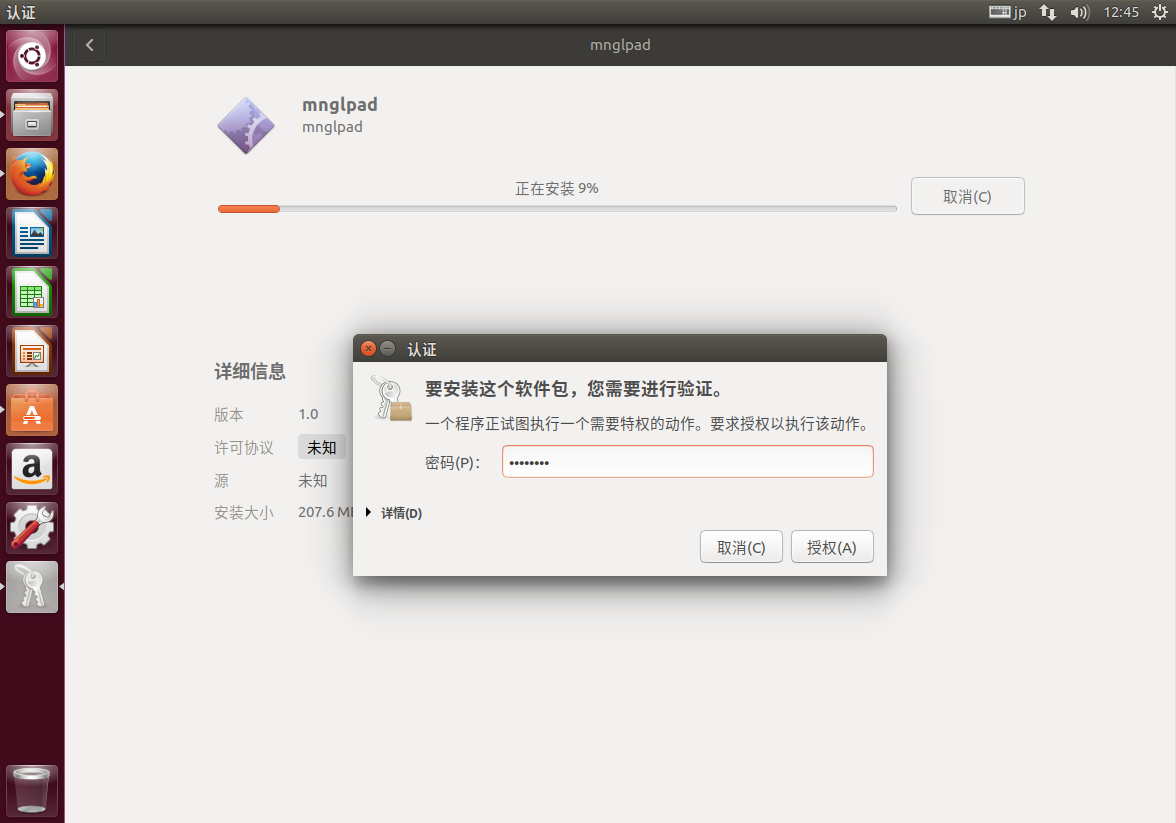 认证
jp
12:45
mnglpad
mnglpad
mnglpad
正在安装 9%
取消(C)
详细信息
版本 1.0
许可协议 未知
源 未知
安装大小 207.6 M
认证
要安装这个软件包，您需要进行验证。
一个程序正试图执行一个需要特权的动作。要求授权以执行该动作。
密码(P)： ••••••••
详情(D)
取消(C) 授权(A)